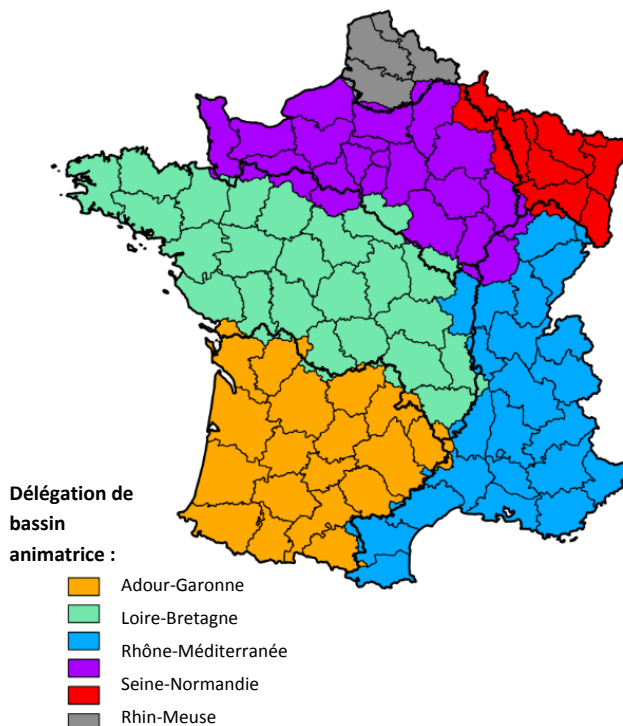 Délégation de
bassin
animatrice :
Adour-Garonne
Loire-Bretagne
Rhône-Méditerranée
Seine-Normandie
Rhin-Meuse